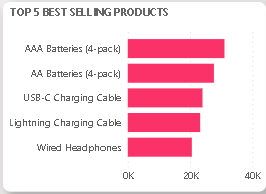 TOP 5 BEST SELLING PRODUCTS
AAA Batteries (4-pack)
AA Batteries (4-pack)
USB-C Charging Cable
Lightning Charging Cable
Wired Headphones
0K 20K 40K